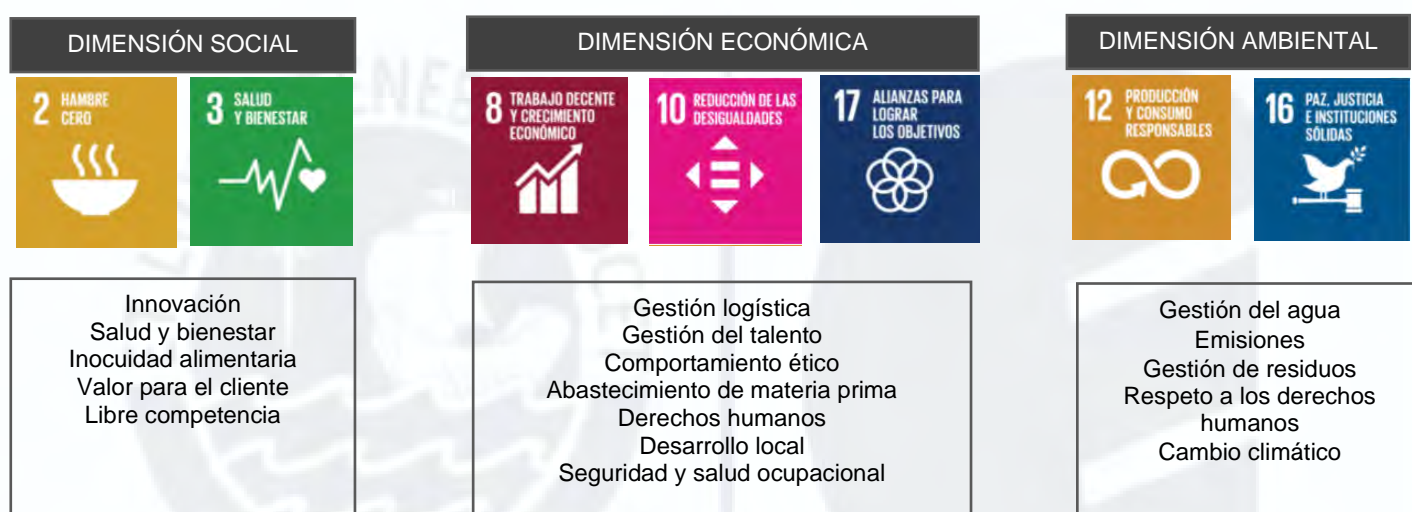 DIMENSIÓN SOCIAL
2 HAMBRE
CERO
3 SALUD
Y BIENESTAR
Innovación
Salud y bienestar
Inocuidad alimentaria
Valor para el cliente
Libre competencia
DIMENSIÓN ECONÓMICA
8 TRABAJO DECENTE
Y CRECIMIENTO
ECONÓMICO
10 REDUCCIÓN DE LAS
DESIGUALDADES
17 ALIANZAS PARA
LOGRAR
LOS OBJETIVOS
Gestión logística
Gestión del talento
Comportamiento ético
Abastecimiento de materia prima
Derechos humanos
Desarrollo local
Seguridad y salud ocupacional
DIMENSIÓN AMBIENTAL
12 PRODUCCIÓN
Y CONSUMO
RESPONSABLES
16 PAZ, JUSTICIA
E INSTITUCIONES
SÓLIDAS
Gestión del agua
Emisiones
Gestión de residuos
Respeto a los derechos
humanos
Cambio climático